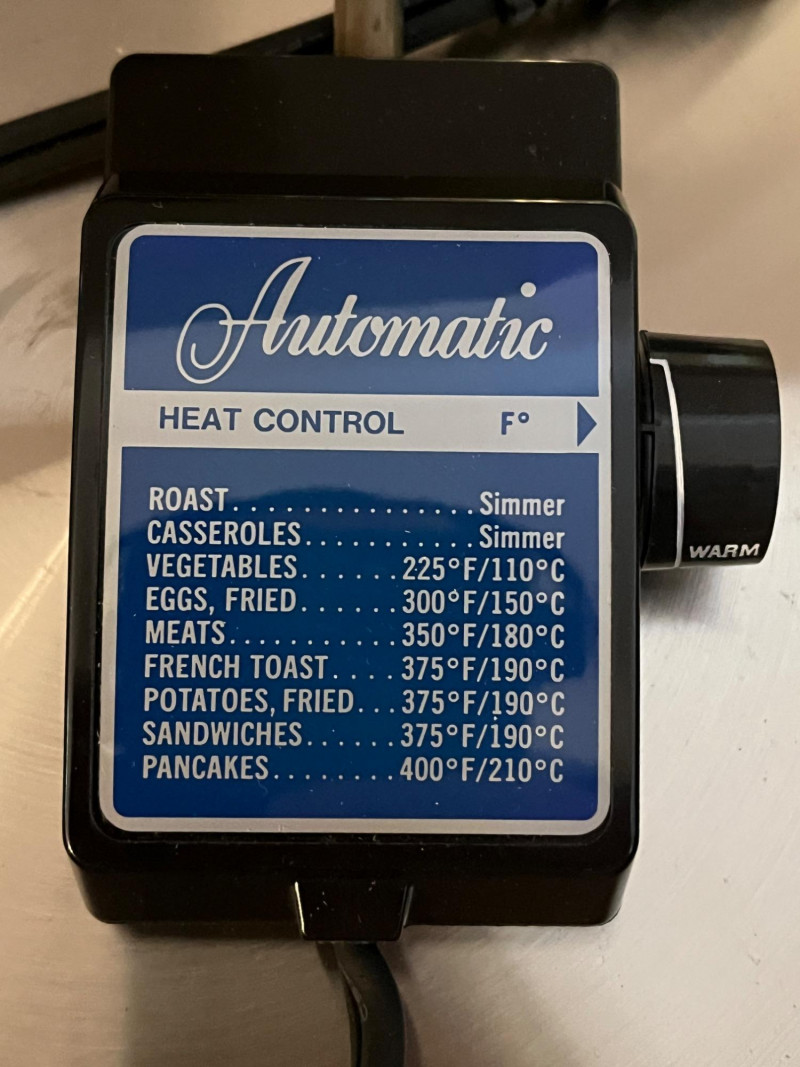 Automatic
HEAT CONTROL F°
ROAST................Simmer
CASSEROLES...........Simmer
VEGETABLES......225°F/110°C
EGGS, FRIED......300°F/150°C
MEATS..........350°F/180°C
FRENCH TOAST....375°F/190°C
POTATOES, FRIED...375°F/190°C
SANDWICHES......375°F/190°C
PANCAKES........400°F/210°C
WARM